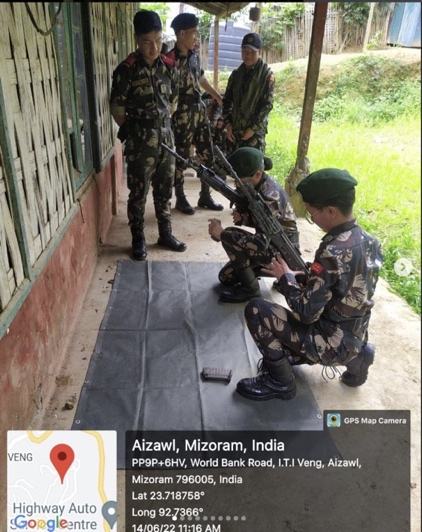 GPS Map Camera
VENG
Highway Auto
Google
entre
Aizawl, Mizoram, India
PP9P+6HV, World Bank Road, I.T.I Veng, Aizawl,
Mizoram 796005, India
Lat 23.718758°
Long 92.7366°
14/06/22 11:16 AM